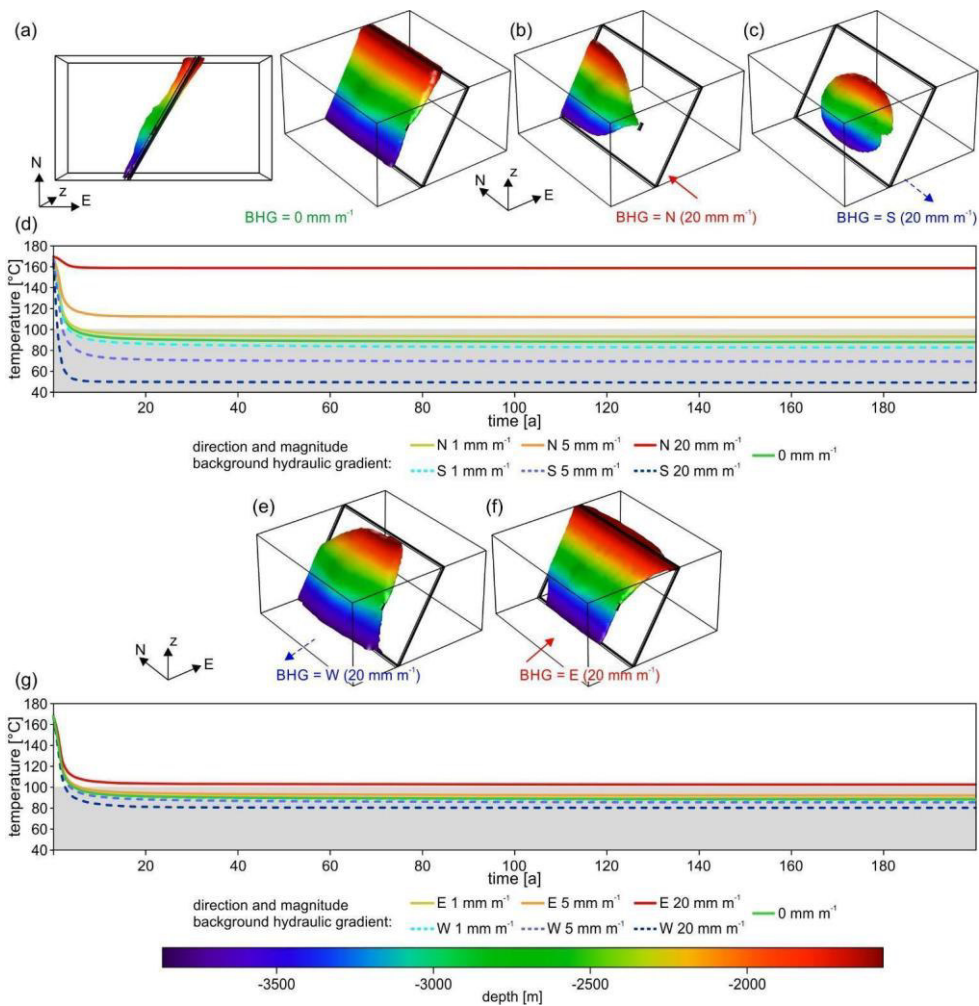 (a)
(b)
(c)
N
z
E
N
z
E
BHG = 0 mm m⁻¹
BHG = N (20 mm m⁻¹)
BHG = S (20 mm m⁻¹)
(d)
temperature [°C]
180
160
140
120
100
80
60
40
20 40 60 80 100 120 140 160 180
time [a]
direction and magnitude
background hydraulic gradient:
N 1 mm m⁻¹ N 5 mm m⁻¹ N 20 mm m⁻¹ 0 mm m⁻¹
S 1 mm m⁻¹ S 5 mm m⁻¹ S 20 mm m⁻¹
(e)
(f)
N
z
E
BHG = W (20 mm m⁻¹)
BHG = E (20 mm m⁻¹)
(g)
temperature [°C]
180
160
140
120
100
80
60
40
20 40 60 80 100 120 140 160 180
time [a]
direction and magnitude
background hydraulic gradient:
E 1 mm m⁻¹ E 5 mm m⁻¹ E 20 mm m⁻¹ 0 mm m⁻¹
W 1 mm m⁻¹ W 5 mm m⁻¹ W 20 mm m⁻¹
-3500 -3000 -2500 -2000
depth [m]